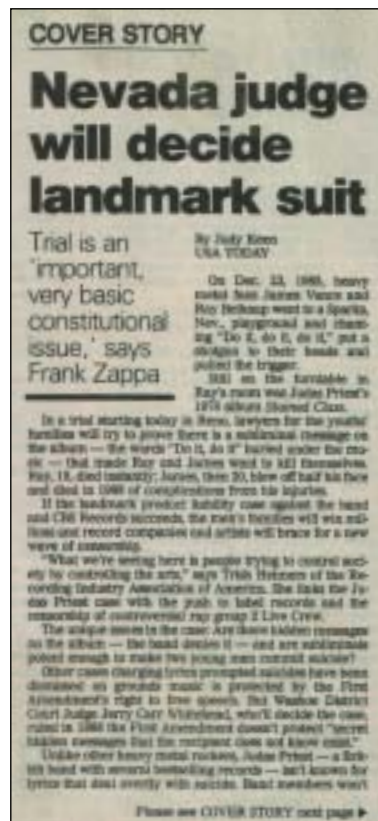 COVER STORY
Nevada judge
will decide
landmark suit
Trial is an
'important,
very basic
constitutional
issue,' says
Frank Zappa
By Judy Keen
USA TODAY
On Dec. 23, 1985, heavy
metal fans James Vance and
Ray Belknap went to a Sparks,
Nev., playground and chant-
ing "Do it, do it, do it," put a
shotgun to their heads and
pulled the trigger.
Still on the turntable in
Ray's room was Judas Priest's
1978 album Stained Class.
In a trial starting today in Reno, lawyers for the youths'
families will try to prove there is a subliminal message on
the album — the words "Do it, do it" buried under the mu-
sic — that made Ray and James want to kill themselves.
Ray, 18, died instantly; James, then 20, blew off half his face
and died in 1988 of complications from his injuries.
If the landmark product liability case against the band
and CBS Records succeeds, the men's families will win mil-
lions and record companies and artists will brace for a new
wave of censorship.
"What we're seeing here is people trying to control soci-
ety by controlling the arts," says Trish Heimers of the Re-
cording Industry Association of America. She links the Ju-
das Priest case with the push to label records and the
censorship of controversial rap group 2 Live Crew.
The unique issues in the case: Are there hidden messages
on the album — the band denies it — and are subliminals
potent enough to make two young men commit suicide?
Other cases charging lyrics prompted suicides have been
dismissed on grounds music is protected by the First
Amendment's right to free speech. But Washoe District
Court Judge Jerry Carr Whitehead, who'll decide the case,
ruled in 1989 the First Amendment doesn't protect "secret
hidden messages that the recipient does not know exist."
Unlike other heavy metal rockers, Judas Priest — a Brit-
ish band with several bestselling records — isn't known for
lyrics that deal overtly with suicide. Band members won't
Please see COVER STORY next page ▶